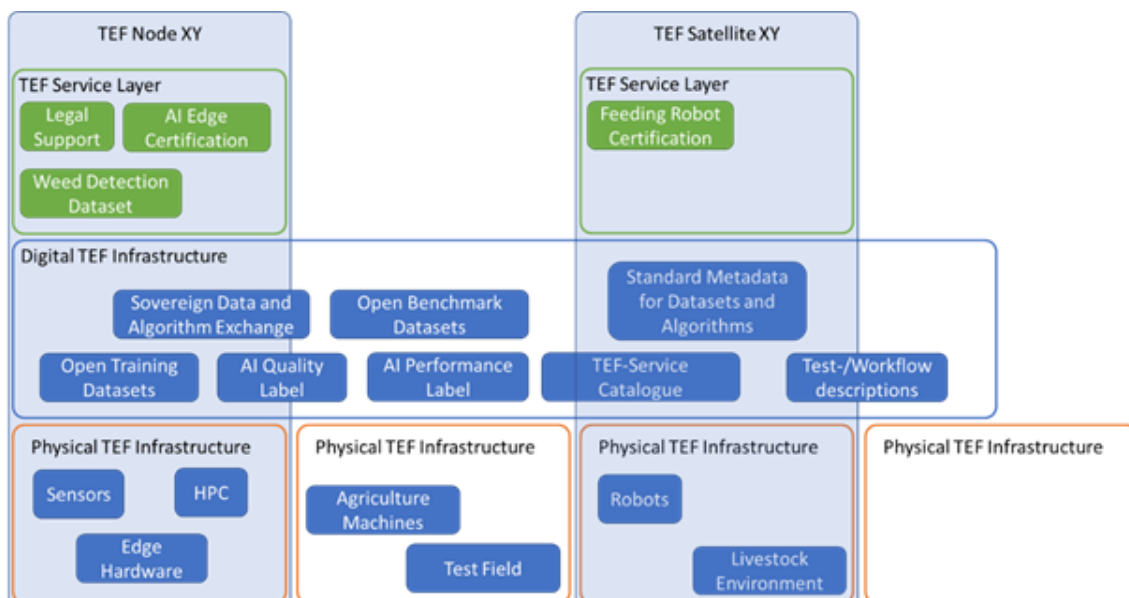 TEF Node XY
TEF Satellite XY
TEF Service Layer
Legal
Support
AI Edge
Certification
Weed Detection
Dataset
TEF Service Layer
Feeding Robot
Certification
Digital TEF Infrastructure
Sovereign Data and
Algorithm Exchange
Open Benchmark
Datasets
Standard Metadata
for Datasets and
Algorithms
Open Training
Datasets
AI Quality
Label
AI Performance
Label
TEF-Service
Catalogue
Test-/Workflow
descriptions
Physical TEF Infrastructure
Sensors
HPC
Edge
Hardware
Physical TEF Infrastructure
Agriculture
Machines
Test Field
Physical TEF Infrastructure
Robots
Livestock
Environment
Physical TEF Infrastructure